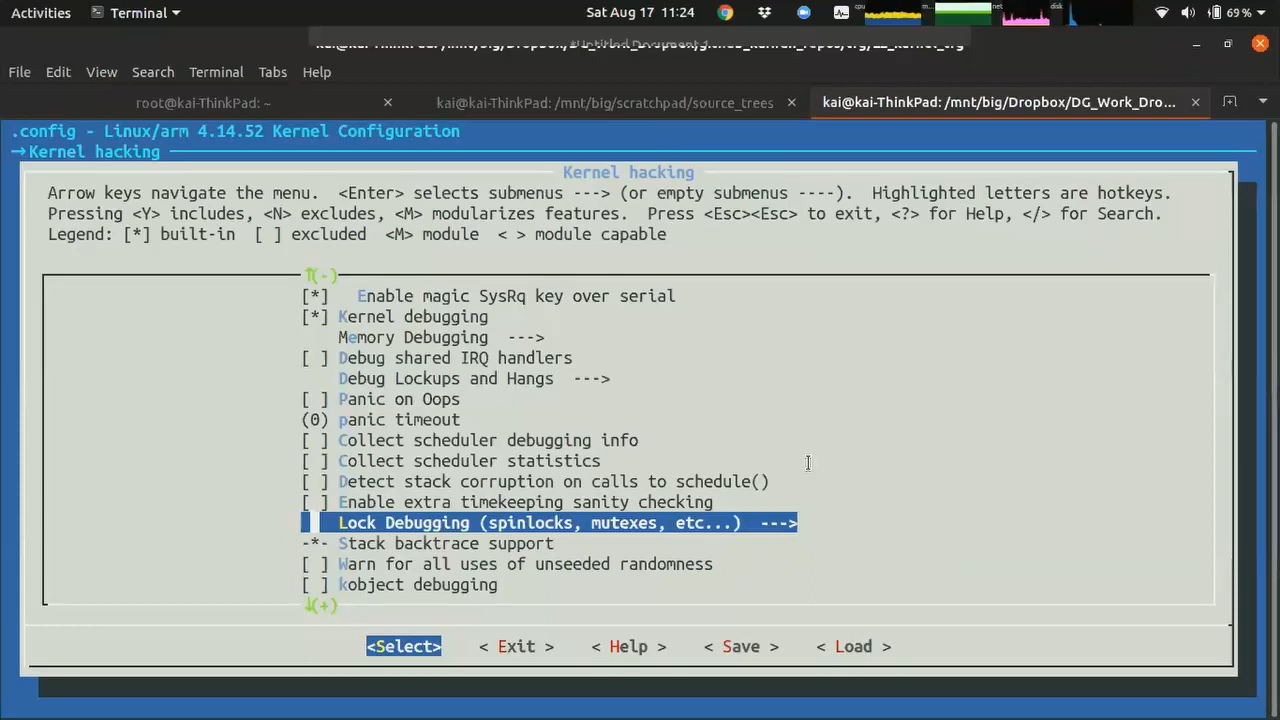 Activities Terminal Sat Aug 17 11:24 cpu m net disk 69 %
*Untitled Document 1
File Edit View Search Terminal Tabs Help
root@kai-ThinkPad: ~ kai@kai-ThinkPad: /mnt/big/scratchpad/source_trees kai@kai-ThinkPad: /mnt/big/Dropbox/DG_Work_Dro...
.config - Linux/arm 4.14.52 Kernel Configuration
→Kernel hacking
Kernel hacking
Arrow keys navigate the menu. <Enter> selects submenus ---> (or empty submenus ----). Highlighted letters are hotkeys.
Pressing <Y> includes, <N> excludes, <M> modularizes features. Press <Esc><Esc> to exit, <?> for Help, </> for Search.
Legend: [*] built-in [ ] excluded <M> module < > module capable
↑(-)
[*] Enable magic SysRq key over serial
[*] Kernel debugging
Memory Debugging --->
[ ] Debug shared IRQ handlers
Debug Lockups and Hangs --->
[ ] Panic on Oops
(0) panic timeout
[ ] Collect scheduler debugging info
[ ] Collect scheduler statistics
[ ] Detect stack corruption on calls to schedule()
[ ] Enable extra timekeeping sanity checking
Lock Debugging (spinlocks, mutexes, etc...) --->
-*- Stack backtrace support
[ ] Warn for all uses of unseeded randomness
[ ] kobject debugging
↓(+)
<Select> < Exit > < Help > < Save > < Load >